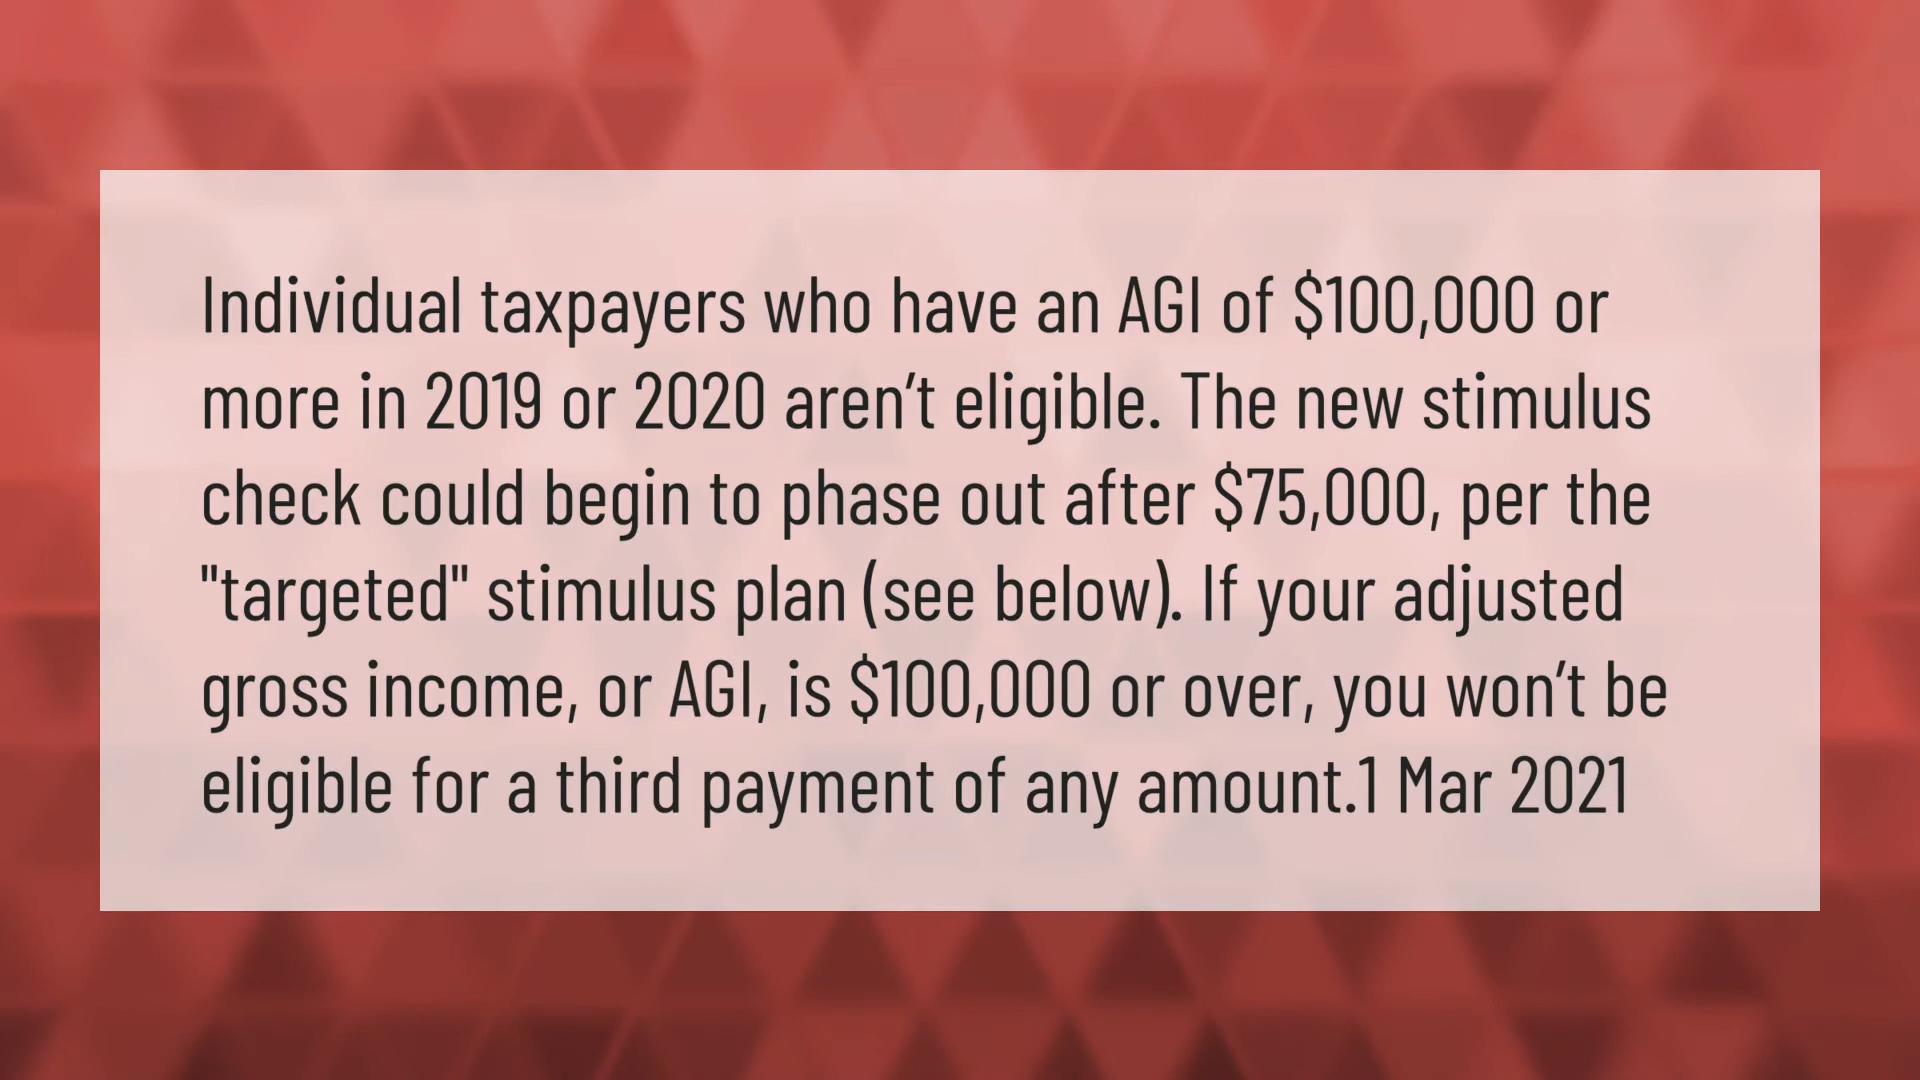 Individual taxpayers who have an AGI of $100,000 or
more in 2019 or 2020 aren’t eligible. The new stimulus
check could begin to phase out after $75,000, per the
"targeted" stimulus plan (see below). If your adjusted
gross income, or AGI, is $100,000 or over, you won’t be
eligible for a third payment of any amount.1 Mar 2021